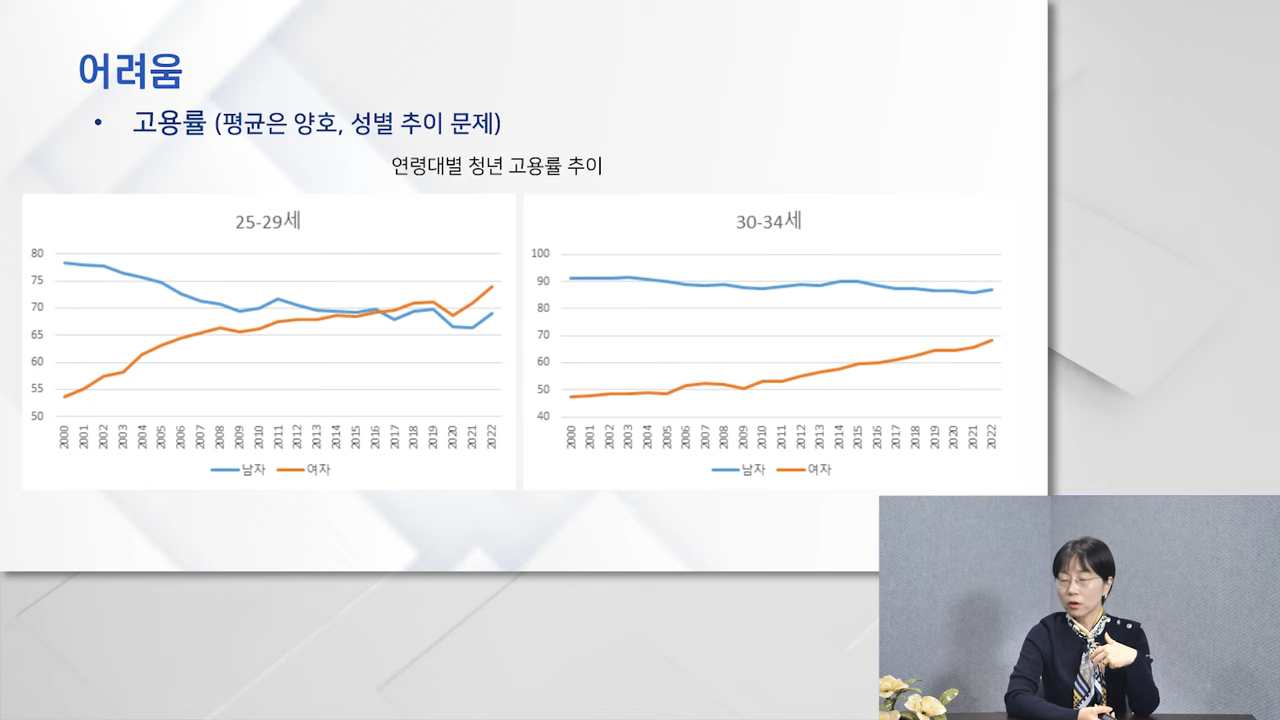 어려움
• 고용률 (평균은 양호, 성별 추이 문제)
연령대별 청년 고용률 추이
25-29세
80
75
70
65
60
55
50
2000 2001 2002 2003 2004 2005 2006 2007 2008 2009 2010 2011 2012 2013 2014 2015 2016 2017 2018 2019 2020 2021 2022
남자 여자
30-34세
100
90
80
70
60
50
40
2000 2001 2002 2003 2004 2005 2006 2007 2008 2009 2010 2011 2012 2013 2014 2015 2016 2017 2018 2019 2020 2021 2022
남자 여자